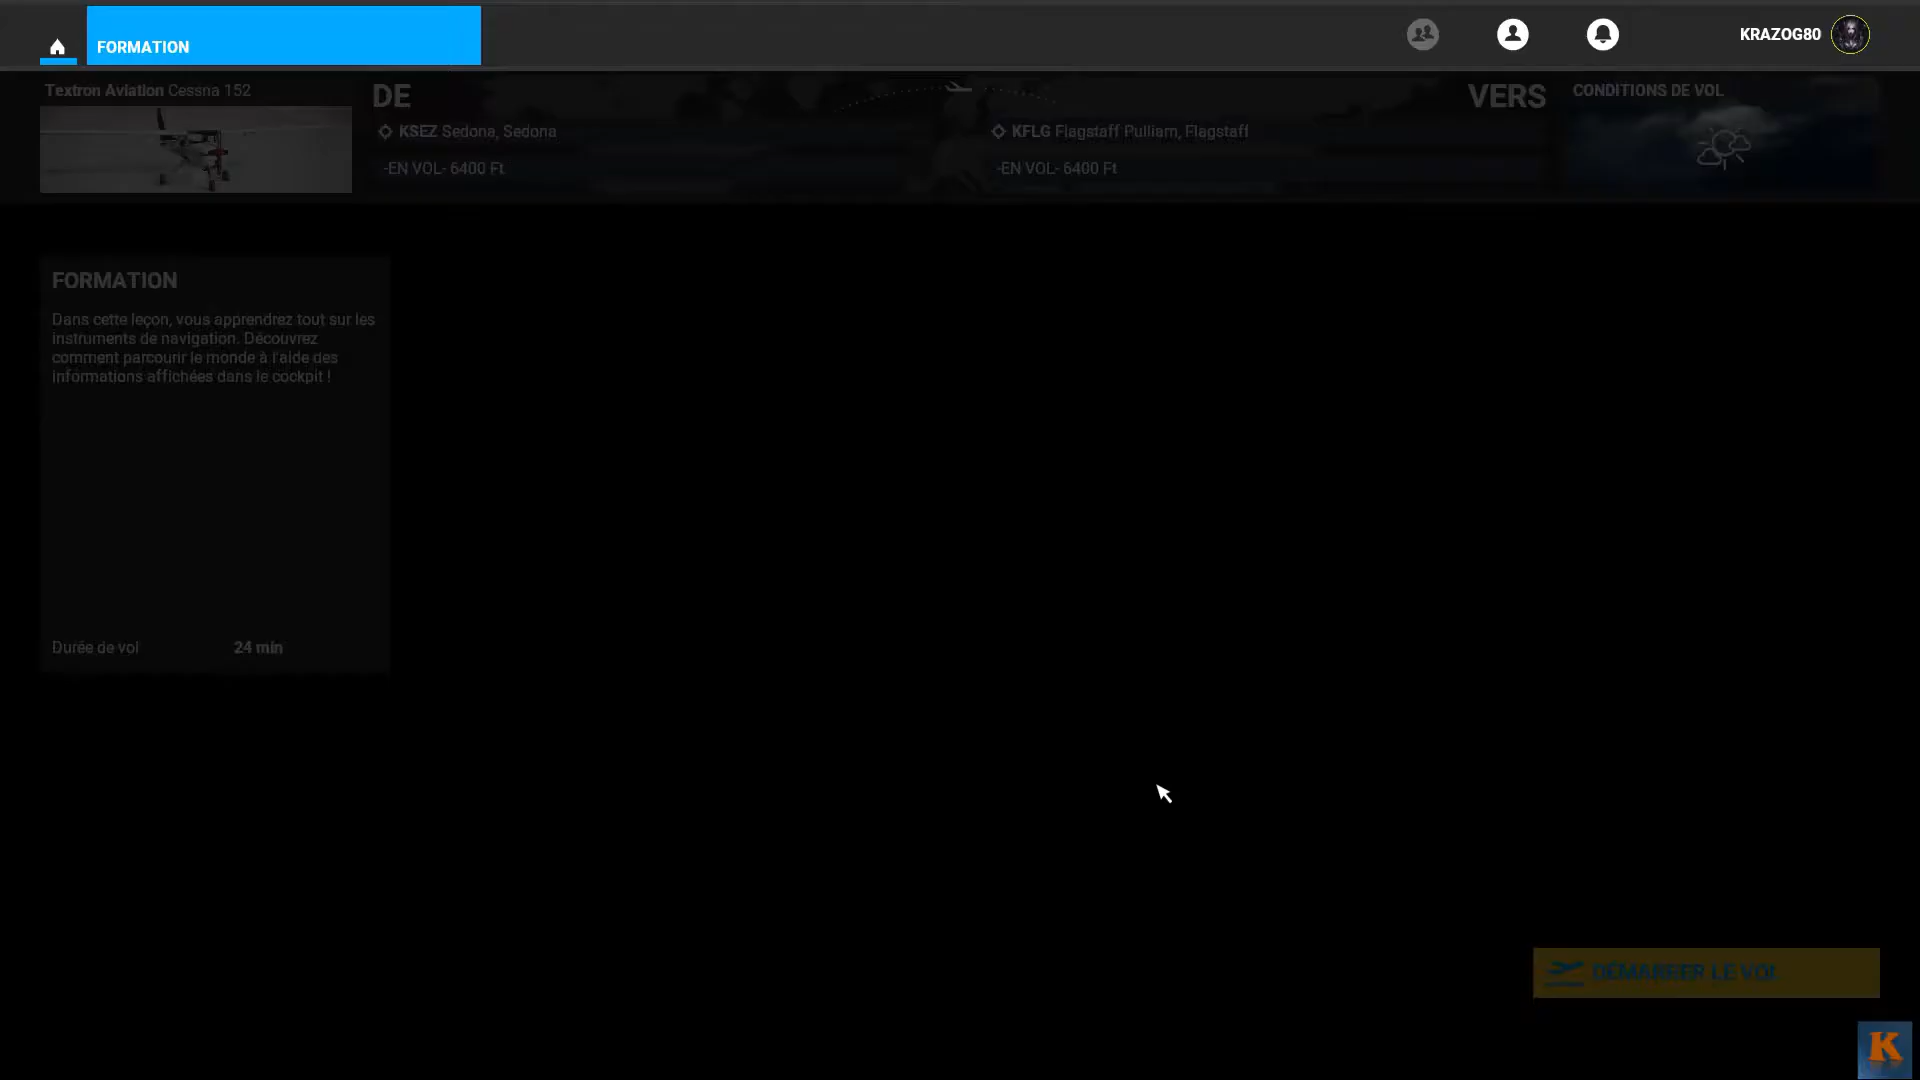 FORMATION
KRAZOG80
Textron Aviation Cessna 152
DE
VERS
CONDITIONS DE VOL
KSEZ Sedona, Sedona
KFLG Flagstaff Pulliam, Flagstaff
-EN VOL- 6400 Ft
-EN VOL- 6400 Ft
FORMATION
Dans cette leçon, vous apprendrez tout sur les
instruments de navigation. Découvrez
comment parcourir le monde à l'aide des
informations affichées dans le cockpit !
Durée de vol 24 min
DÉMARRER LE VOL
K